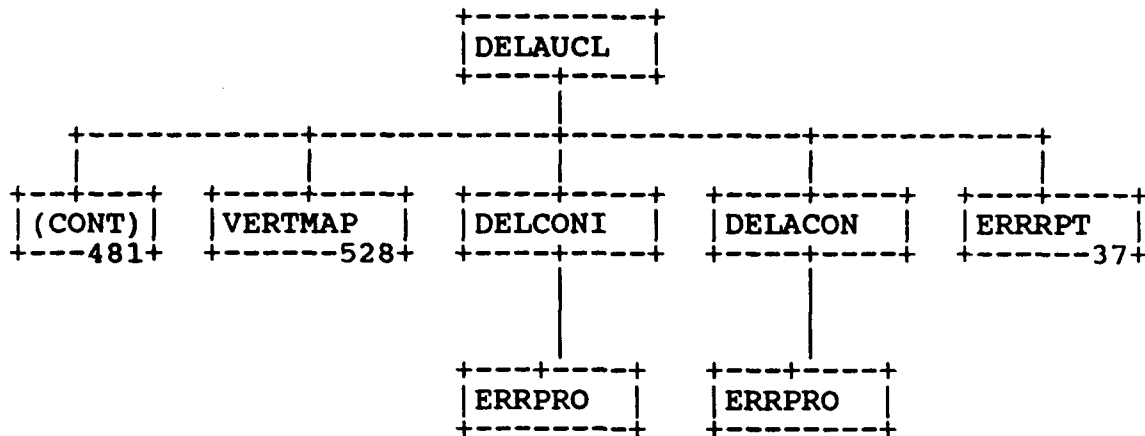 DELAUCL
(CONT) VERTMAP DELCONI DELACON ERRRPT
481 528 37
ERRPRO ERRPRO